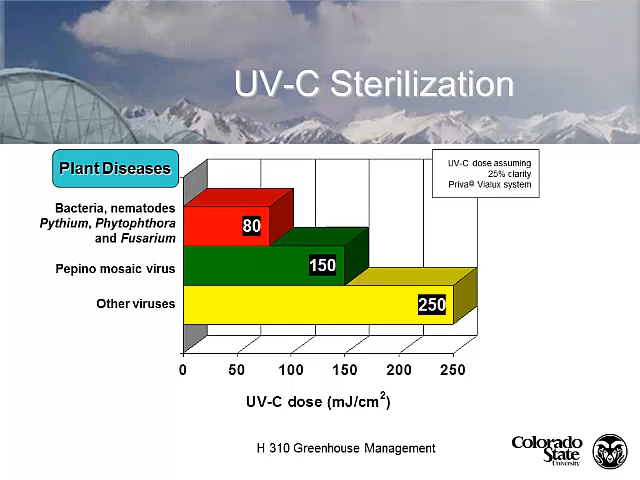 UV-C Sterilization
Plant Diseases
UV-C dose assuming
25% clarity
Priva® Vialux system
Bacteria, nematodes
Pythium, Phytophthora
and Fusarium
80
Pepino mosaic virus
150
Other viruses
250
0 50 100 150 200 250
UV-C dose (mJ/cm²)
H 310 Greenhouse Management
Colorado
State
University